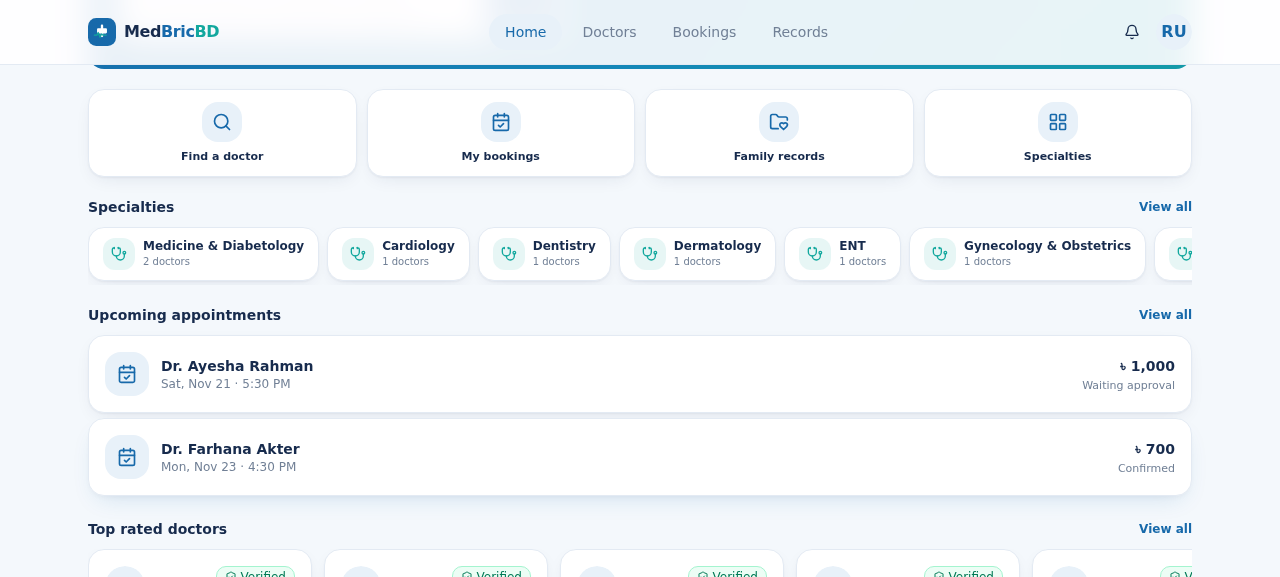 MedBricBD
Home Doctors Bookings Records
RU
Find a doctor My bookings Family records Specialties
Specialties View all
Medicine & Diabetology Cardiology Dentistry Dermatology ENT Gynecology & Obstetrics
2 doctors 1 doctors 1 doctors 1 doctors 1 doctors 1 doctors
Upcoming appointments View all
Dr. Ayesha Rahman ৳ 1,000
Sat, Nov 21 · 5:30 PM Waiting approval
Dr. Farhana Akter ৳ 700
Mon, Nov 23 · 4:30 PM Confirmed
Top rated doctors View all
Verified Verified Verified Verified V